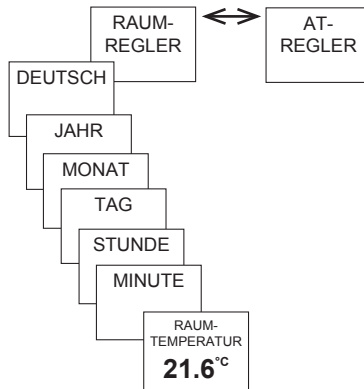 RAUM-
REGLER
AT-
REGLER
DEUTSCH
JAHR
MONAT
TAG
STUNDE
MINUTE
RAUM-
TEMPERATUR
21.6°C